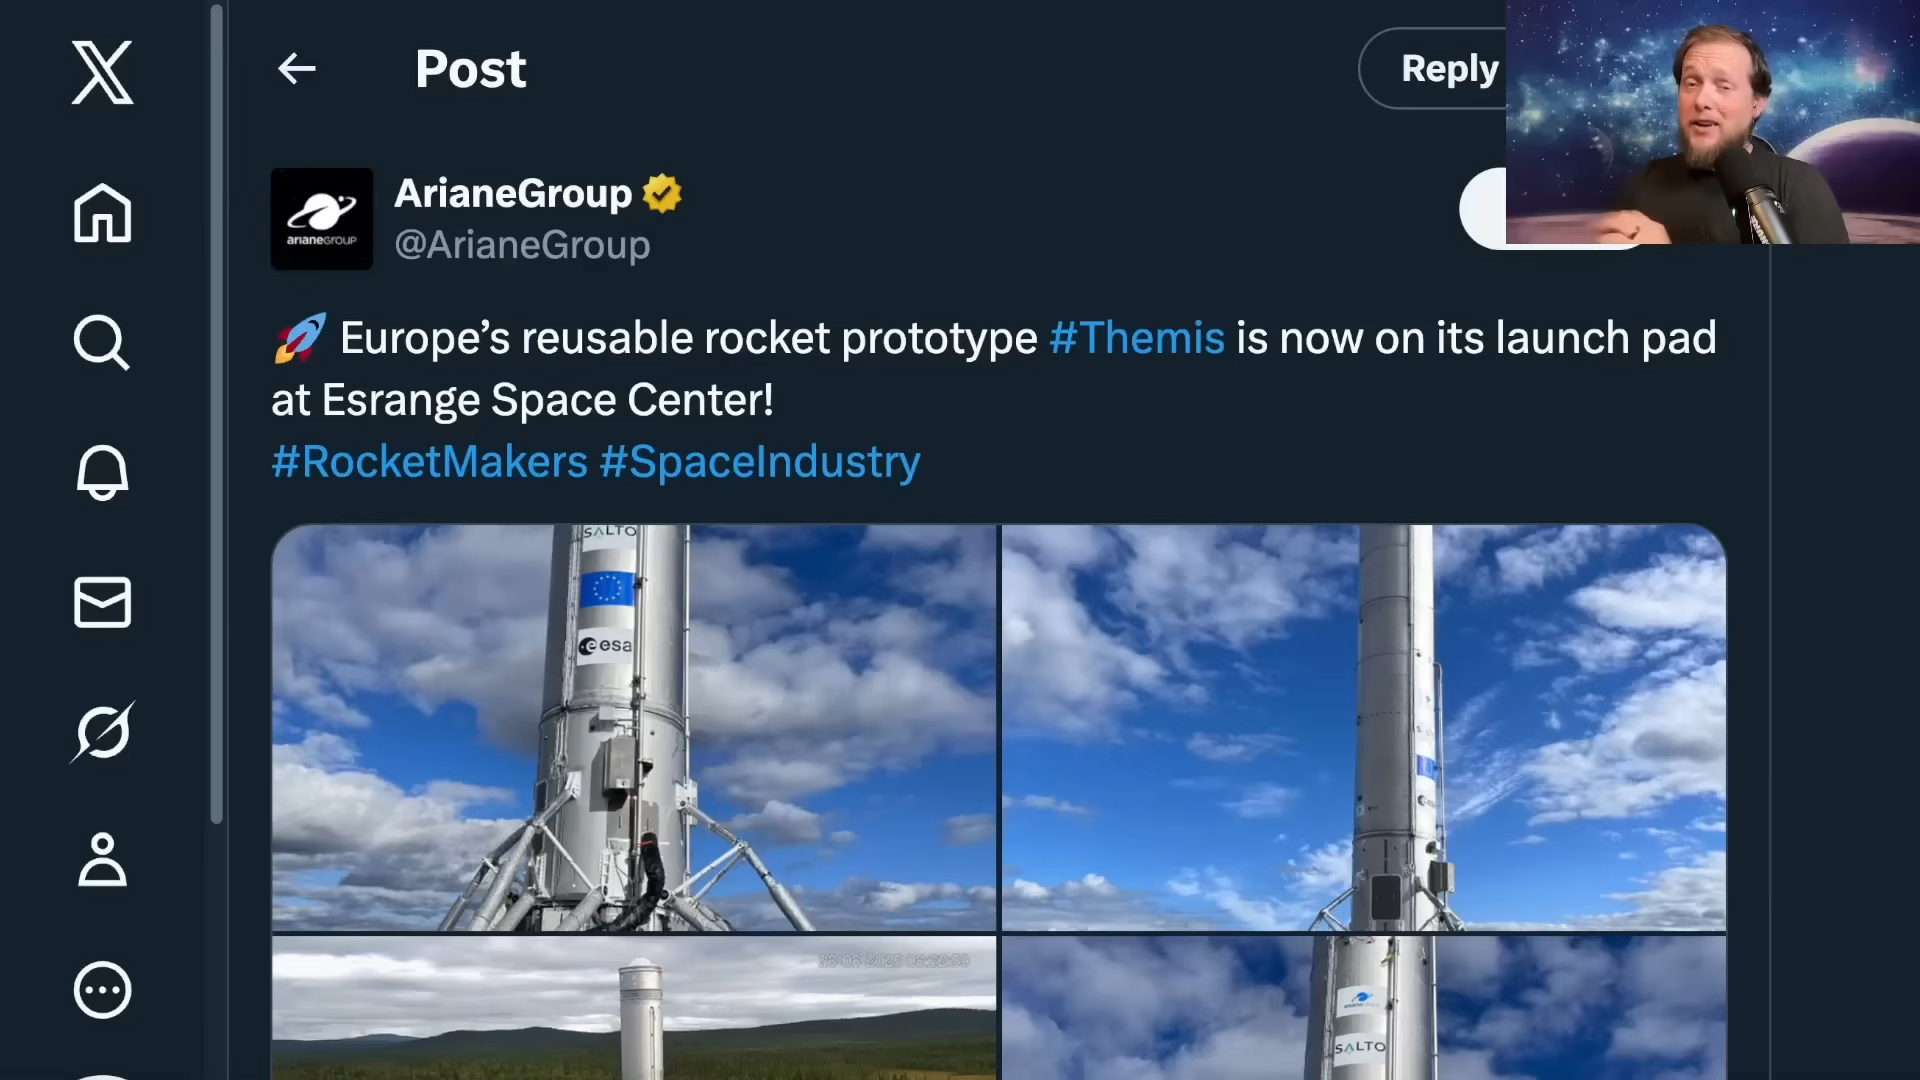 Post
Reply
arianeGROUP
ArianeGroup
@ArianeGroup
🚀 Europe’s reusable rocket prototype #Themis is now on its launch pad
at Esrange Space Center!
#RocketMakers #SpaceIndustry
SALTO
esa
SALTO